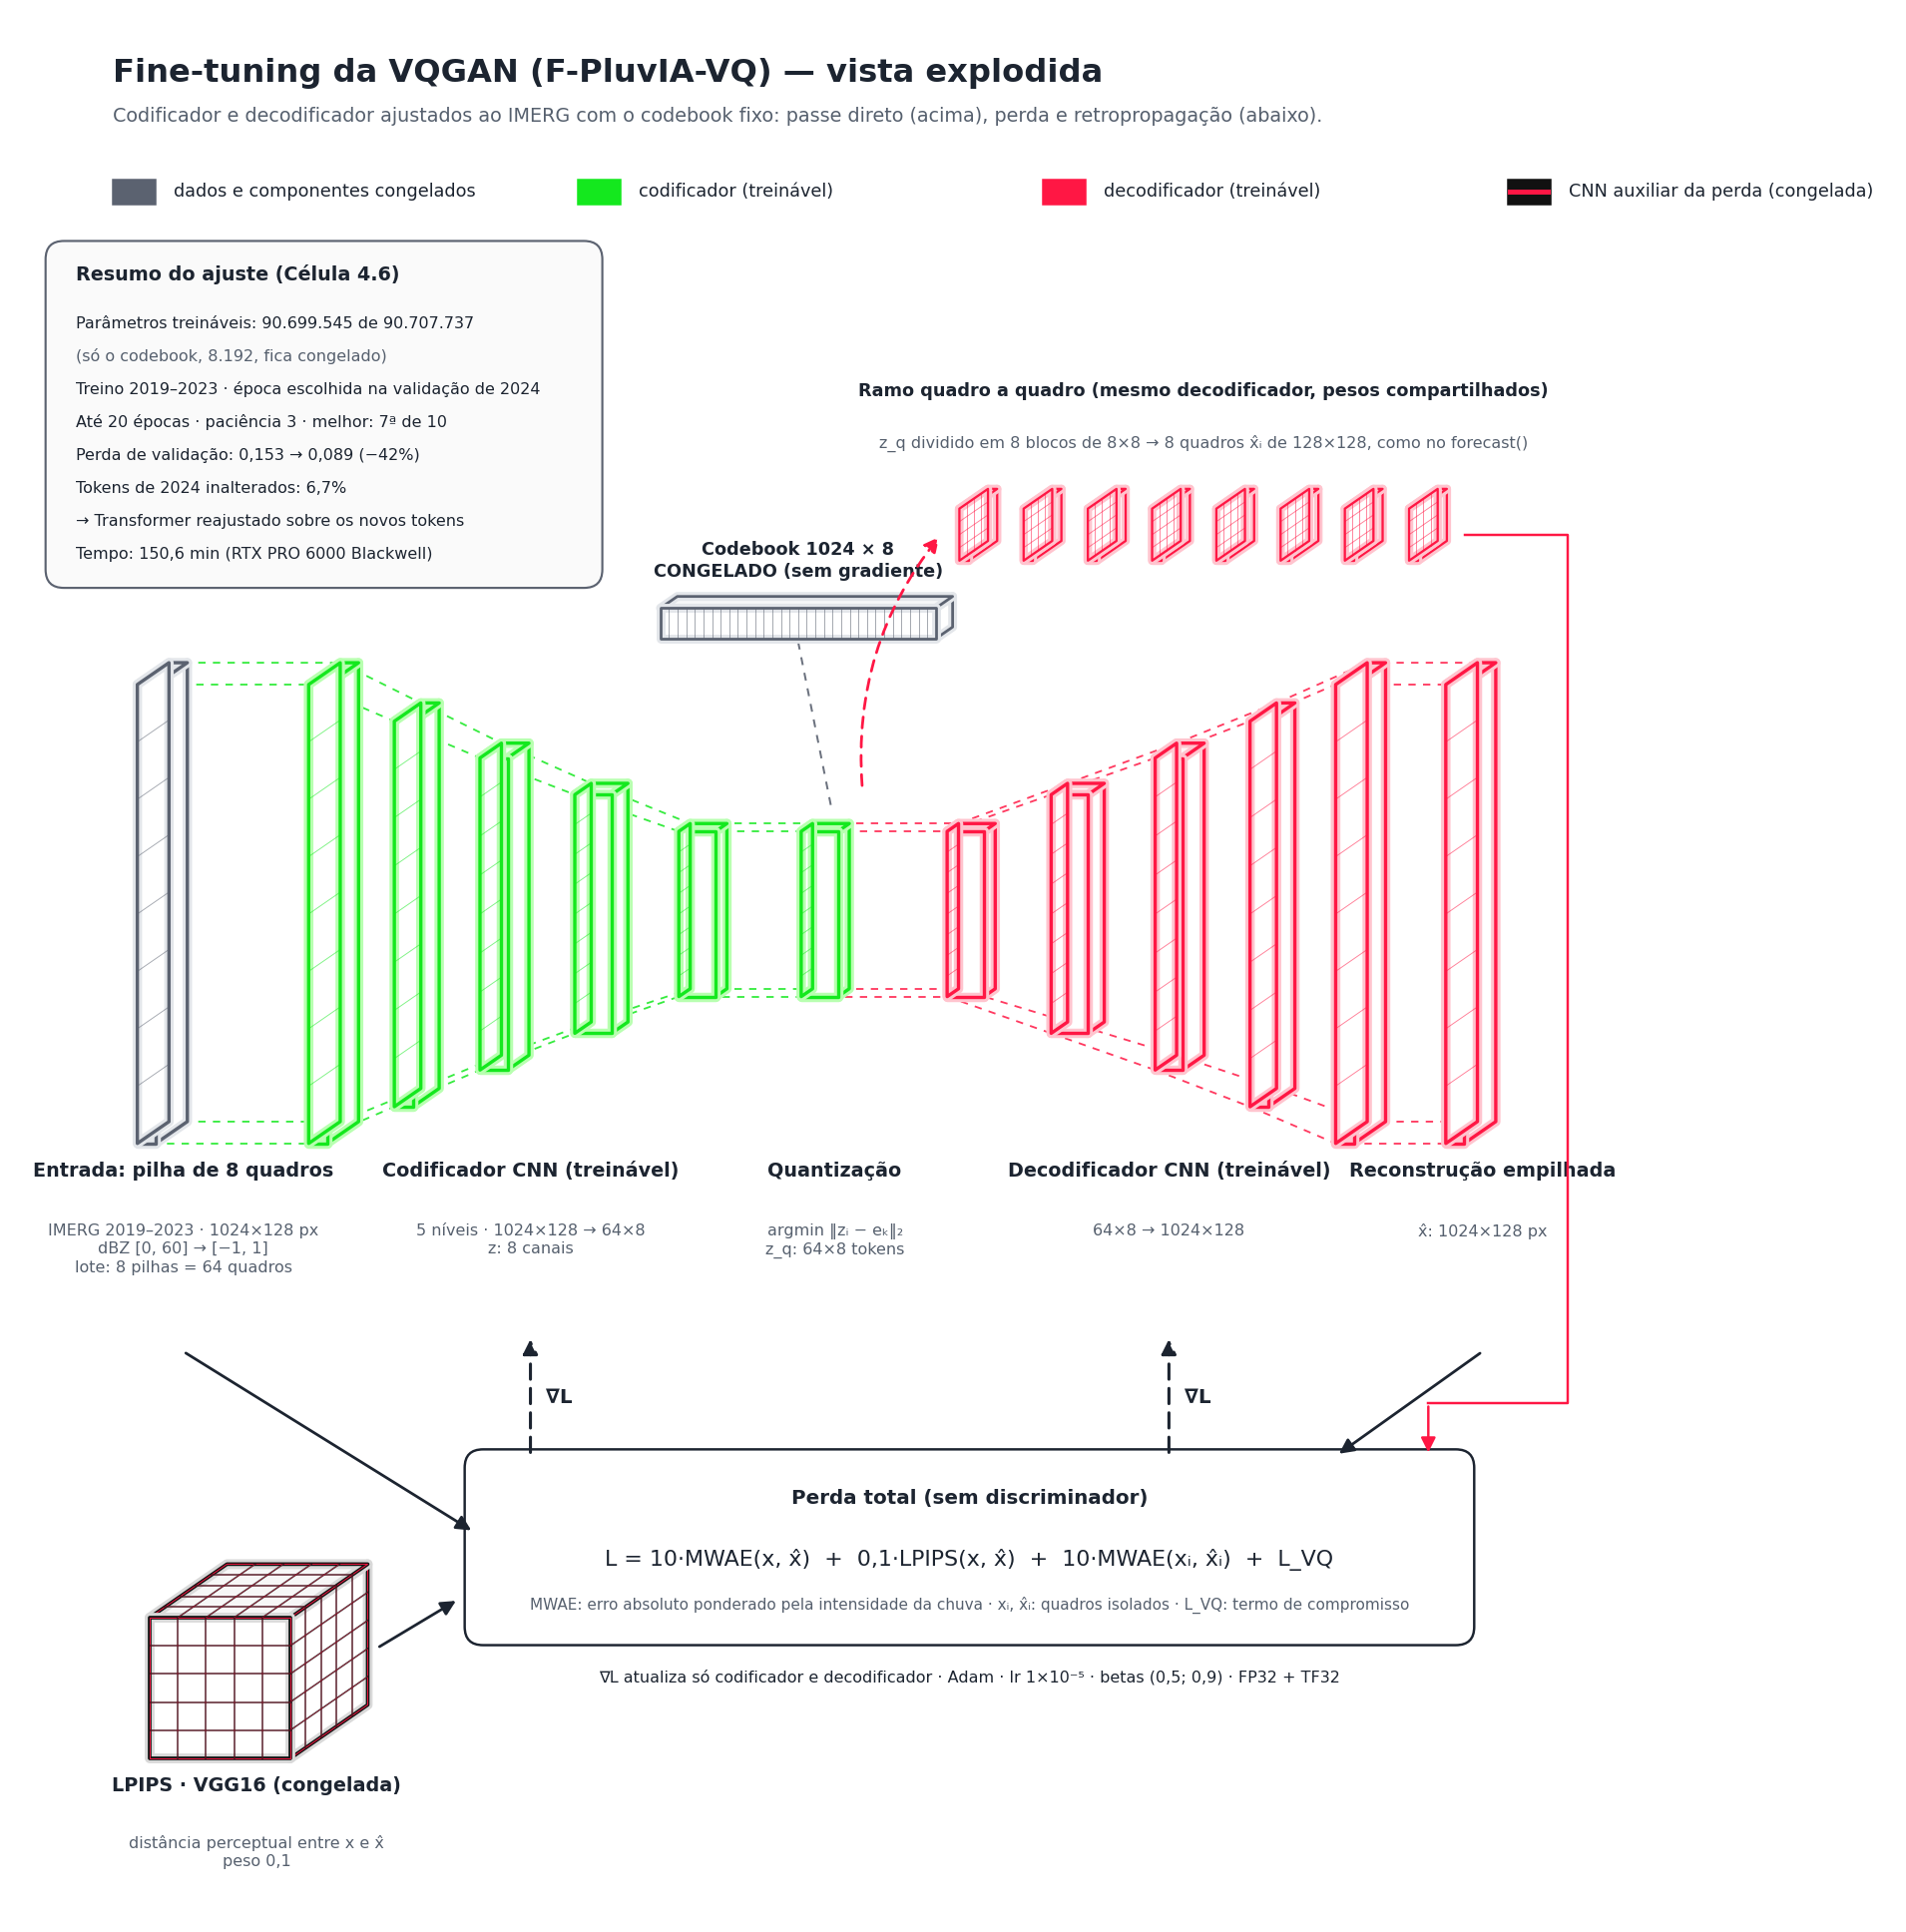 Fine-tuning da VQGAN (F-PluvIA-VQ) — vista explodida
Codificador e decodificador ajustados ao IMERG com o codebook fixo: passe direto (acima), perda e retropropagação (abaixo).
dados e componentes congelados
codificador (treinável)
decodificador (treinável)
CNN auxiliar da perda (congelada)
Resumo do ajuste (Célula 4.6)
Parâmetros treináveis: 90.699.545 de 90.707.737
(só o codebook, 8.192, fica congelado)
Treino 2019–2023 · época escolhida na validação de 2024
Até 20 épocas · paciência 3 · melhor: 7ª de 10
Perda de validação: 0,153 → 0,089 (−42%)
Tokens de 2024 inalterados: 6,7%
→ Transformer reajustado sobre os novos tokens
Tempo: 150,6 min (RTX PRO 6000 Blackwell)
Ramo quadro a quadro (mesmo decodificador, pesos compartilhados)
z_q dividido em 8 blocos de 8×8 → 8 quadros x̂ᵢ de 128×128, como no forecast()
Codebook 1024 × 8
CONGELADO (sem gradiente)
Entrada: pilha de 8 quadros
IMERG 2019–2023 · 1024×128 px
dBZ [0, 60] → [−1, 1]
lote: 8 pilhas = 64 quadros
Codificador CNN (treinável)
5 níveis · 1024×128 → 64×8
z: 8 canais
Quantização
argmin ‖zᵢ − eₖ‖₂
z_q: 64×8 tokens
Decodificador CNN (treinável)
64×8 → 1024×128
Reconstrução empilhada
x̂: 1024×128 px
∇L
∇L
Perda total (sem discriminador)
L = 10·MWAE(x, x̂) + 0,1·LPIPS(x, x̂) + 10·MWAE(xᵢ, x̂ᵢ) + L_VQ
MWAE: erro absoluto ponderado pela intensidade da chuva · xᵢ, x̂ᵢ: quadros isolados · L_VQ: termo de compromisso
∇L atualiza só codificador e decodificador · Adam · lr 1×10⁻⁵ · betas (0,5; 0,9) · FP32 + TF32
LPIPS · VGG16 (congelada)
distância perceptual entre x e x̂
peso 0,1